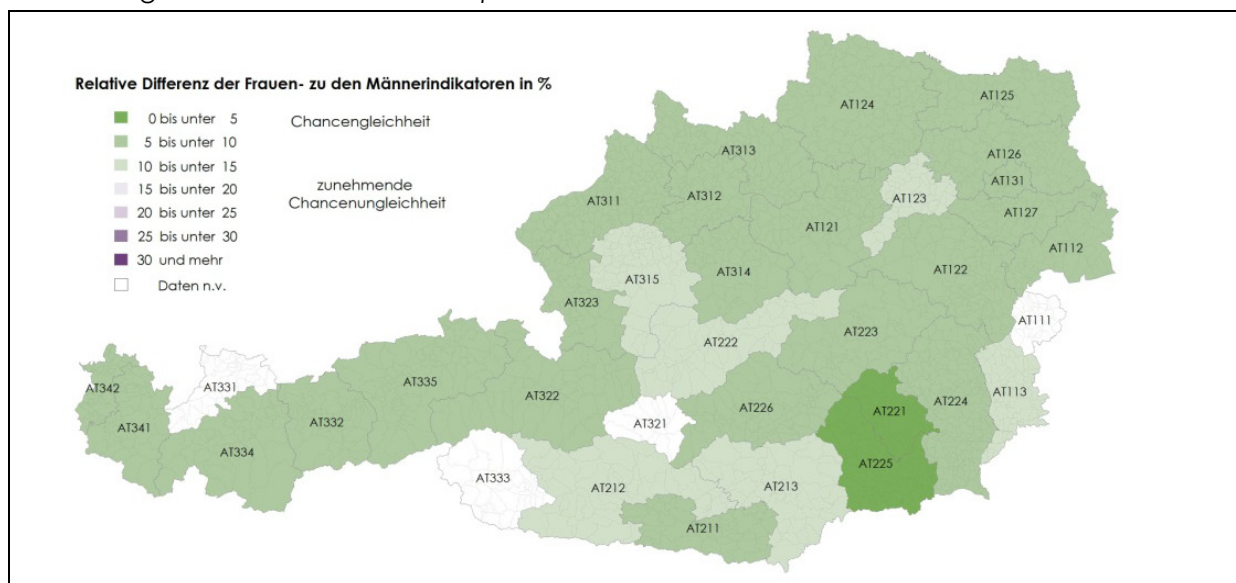 Relative Differenz der Frauen- zu den Männerindikatoren in %
0 bis unter 5 Chancengleichheit
5 bis unter 10
10 bis unter 15
15 bis unter 20 zunehmende
20 bis unter 25 Chancenungleichheit
25 bis unter 30
30 und mehr
Daten n.v.
AT124
AT125
AT313
AT126
AT131
AT312
AT123
AT311
AT127
AT121
AT112
AT122
AT314
AT315
AT323
AT111
AT223
AT222
AT335
AT342
AT331
AT322
AT113
AT226
AT221
AT224
AT332
AT321
AT341
AT334
AT225
AT333
AT212
AT213
AT211